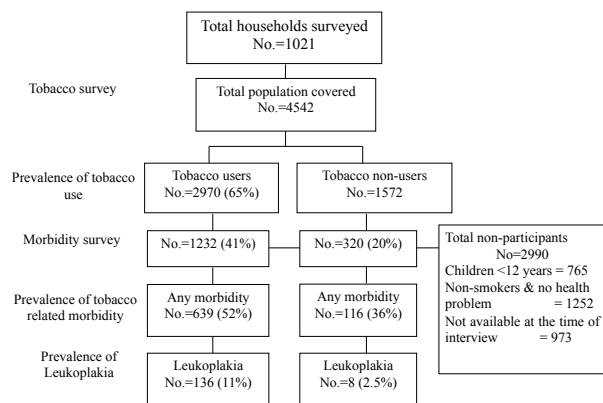 Total households surveyed
No.=1021
Tobacco survey
Total population covered
No.=4542
Prevalence of tobacco
use
Tobacco users
No.=2970 (65%)
Tobacco non-users
No.=1572
Morbidity survey
No.=1232 (41%)
No.=320 (20%)
Total non-participants
No=2990
Children <12 years = 765
Non-smokers & no health
problem = 1252
Not available at the time of
interview = 973
Prevalence of tobacco
related morbidity
Any morbidity
No.=639 (52%)
Any morbidity
No.=116 (36%)
Prevalence of
Leukoplakia
Leukoplakia
No.=136 (11%)
Leukoplakia
No.=8 (2.5%)